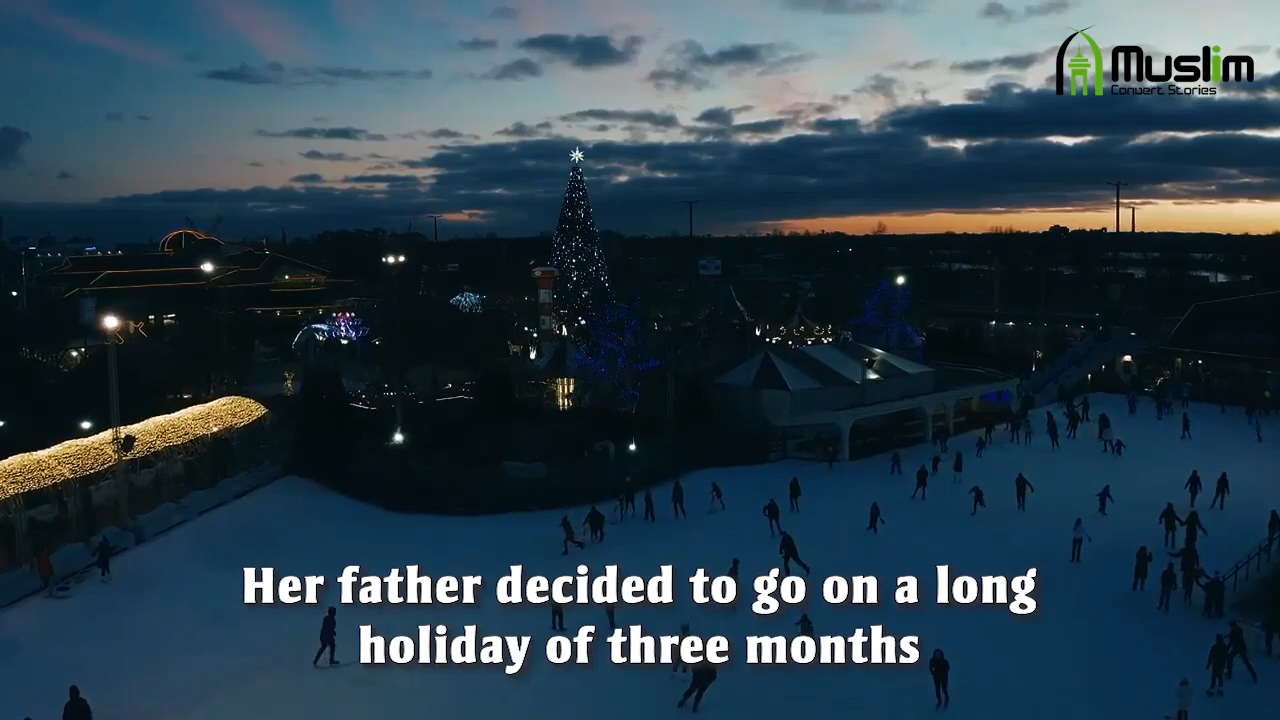 Muslim
Convert Stories
Her father decided to go on a long
holiday of three months